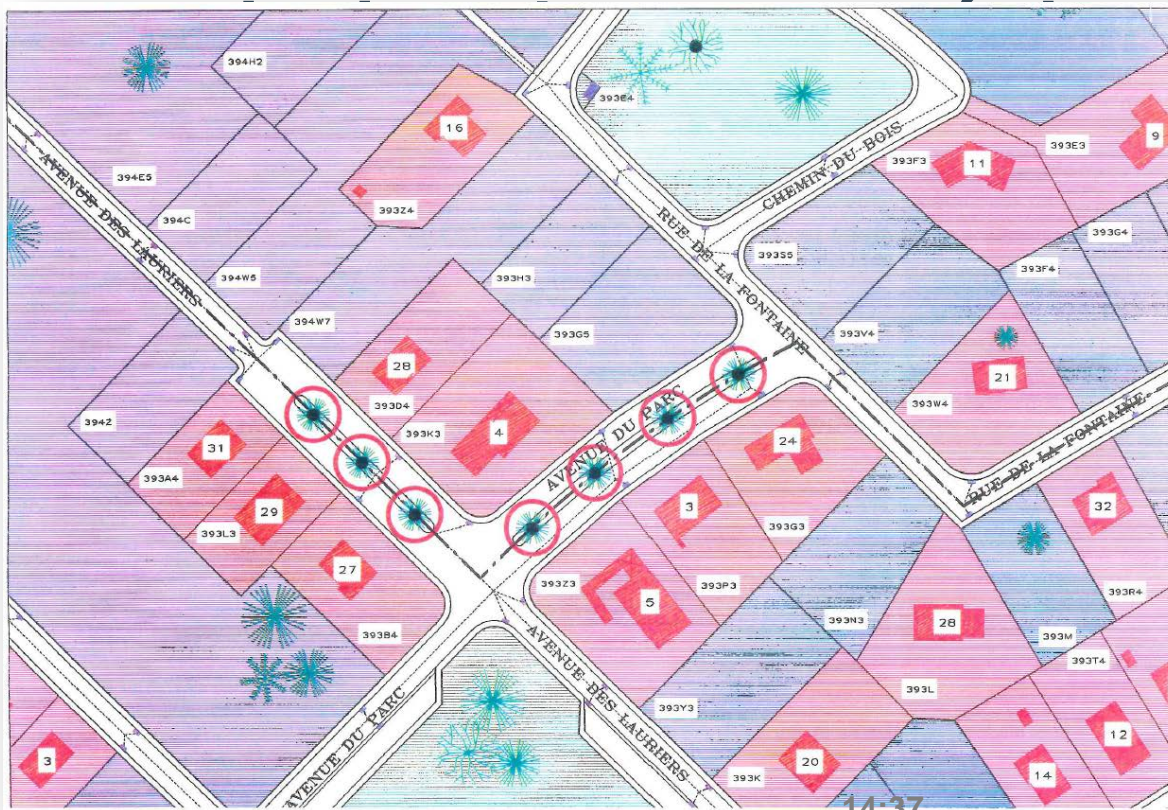 394H2
16
393E4
CHEMIN DU BOIS
393F3
11
393E3
9
AVENUE DES LAURIERS
394E5
394C
393Z4
RUE DE LA FONTAINE
393G4
393S5
393F4
394W5
393H3
394W7
393G5
393V4
28
393D4
393K3
4
AVENUE DU PARC
21
393W4
394Z
31
393A4
29
393L3
24
3
393G3
RUE DE LA FONTAINE
32
27
393Z3
393P3
5
393R4
393B4
AVENUE DES LAURIERS
393N3
28
393M
393T4
393L
AVENUE DU PARC
393Y3
12
3
393K
20
14
14:37